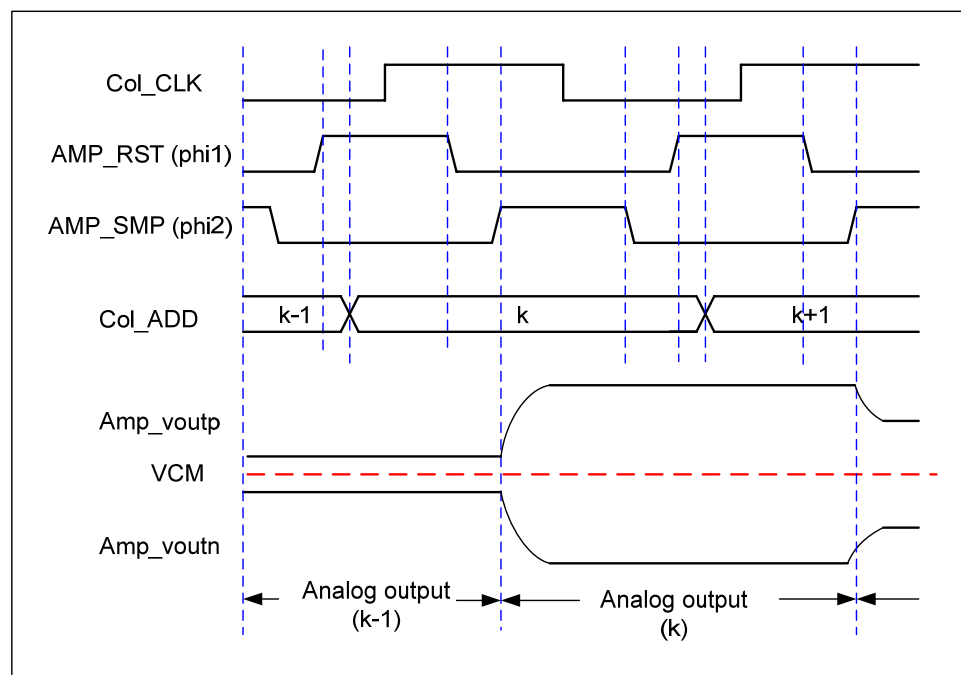 Col_CLK
AMP_RST (phi1)
AMP_SMP (phi2)
Col_ADD
k-1
k
k+1
Amp_voutp
VCM
Amp_voutn
Analog output
(k-1)
Analog output
(k)